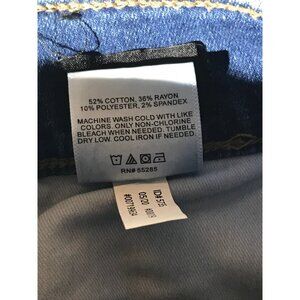 52% COTTON, 36% RAYON
10% POLYESTER, 2% SPANDEX
MACHINE WASH COLD WITH LIKE
COLORS. ONLY NON-CHLORINE
BLEACH WHEN NEEDED. TUMBLE
DRY LOW. COOL IRON IF NEEDED.
RN# 55285